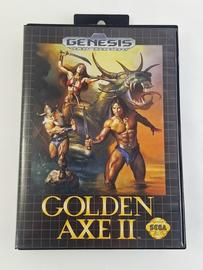 GENESIS
GOLDEN
AXE II
SEGA